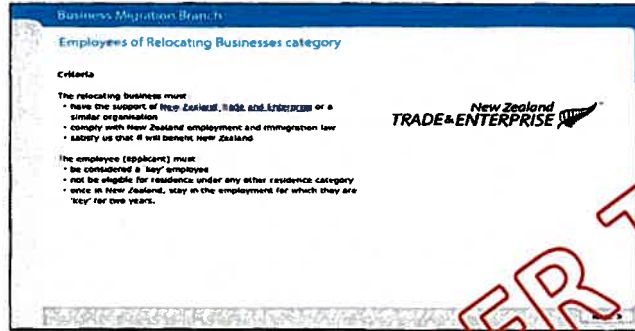 Business Migration Branch
Employees of Relocating Businesses category
Criteria
The relocating business must
• have the support of New Zealand Trade and Enterprise or a
similar organisation
• comply with New Zealand employment and immigration law
• satisfy us that it will benefit New Zealand
The employee (applicant) must
• be considered a 'key' employee
• not be eligible for residence under any other residence category
• once in New Zealand, stay in the employment for which they are
'key' for two years.
New Zealand
TRADE & ENTERPRISE
ER T